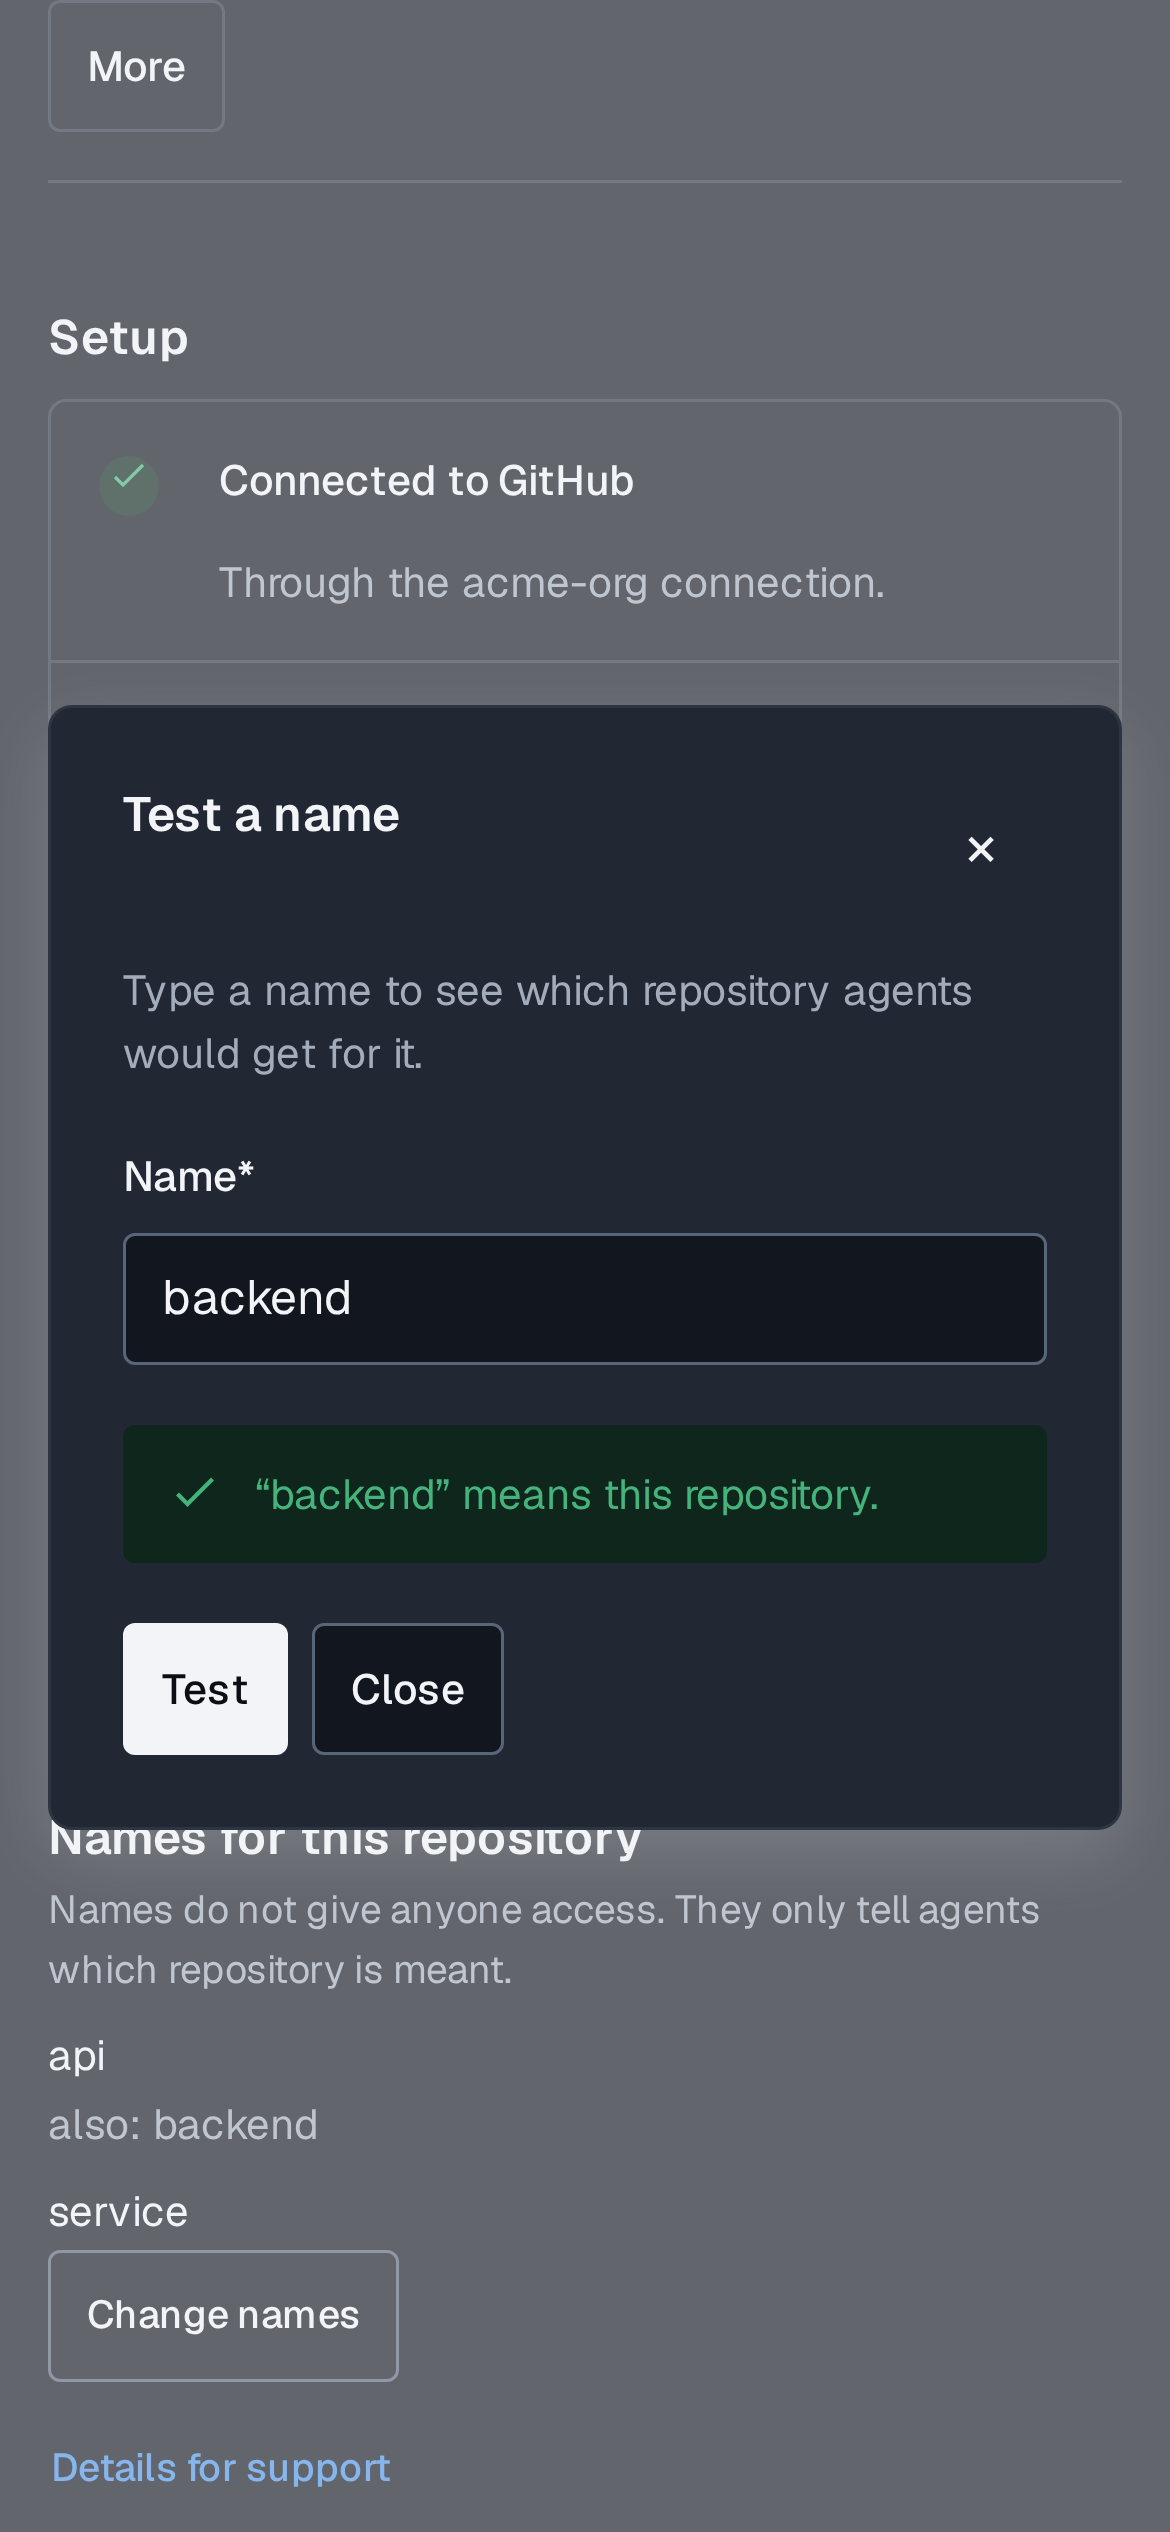 More
Setup
Connected to GitHub
Through the acme-org connection.
Test a name
×
Type a name to see which repository agents
would get for it.
Name*
backend
“backend” means this repository.
Test
Close
Names for this repository
Names do not give anyone access. They only tell agents
which repository is meant.
api
also: backend
service
Change names
Details for support